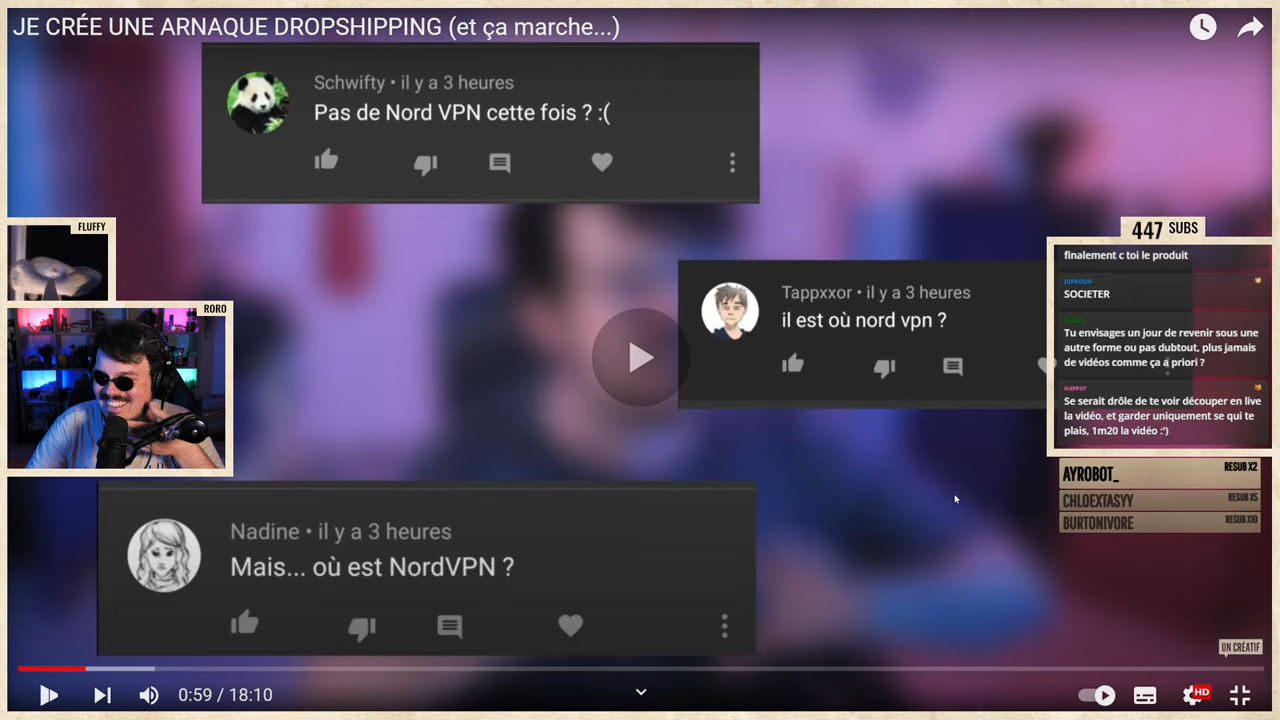 JE CRÉE UNE ARNAQUE DROPSHIPPING (et ça marche...)
Schwifty • il y a 3 heures
Pas de Nord VPN cette fois ? :(
FLUFFY
447 SUBS
finalement c toi le produit
JUPRODH
SOCIETER
Tu envisages un jour de revenir sous une
autre forme ou pas dubtout, plus jamais
de vidéos comme ça a priori ?
H4PPSY
Se serait drôle de te voir découper en live
la vidéo, et garder uniquement se qui te
plais, 1m20 la vidéo :')
Tappxxor • il y a 3 heures
il est où nord vpn ?
RORO
AYROBOT_ RESUB X2
CHLOEXTASYY RESUB X5
BURTONIVORE RESUB X10
Nadine • il y a 3 heures
Mais... où est NordVPN ?
UN CRÉATIF
0:59 / 18:10
HD